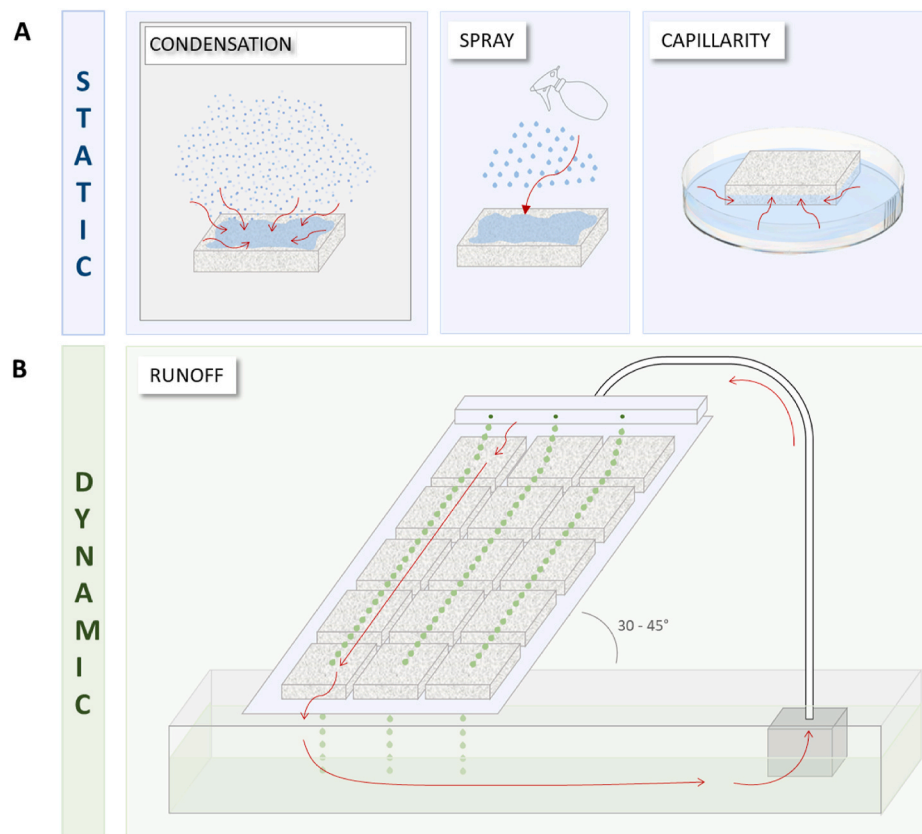 A
STATIC
CONDENSATION
SPRAY
CAPILLARITY
B
DYNAMIC
RUNOFF
30 - 45°